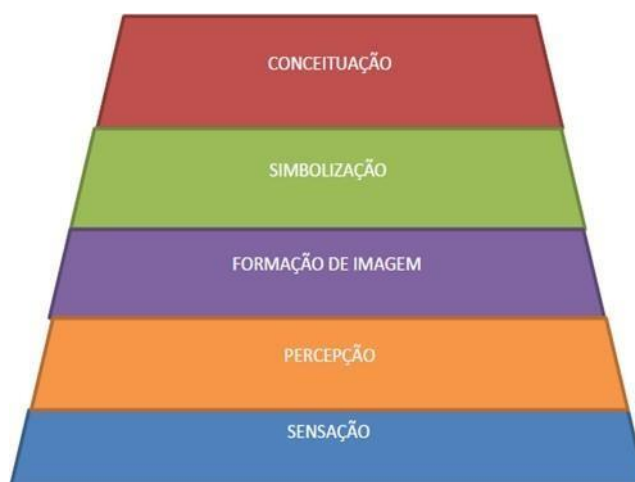 CONCEITUAÇÃO
SIMBOLIZAÇÃO
FORMAÇÃO DE IMAGEM
PERCEPÇÃO
SENSAÇÃO